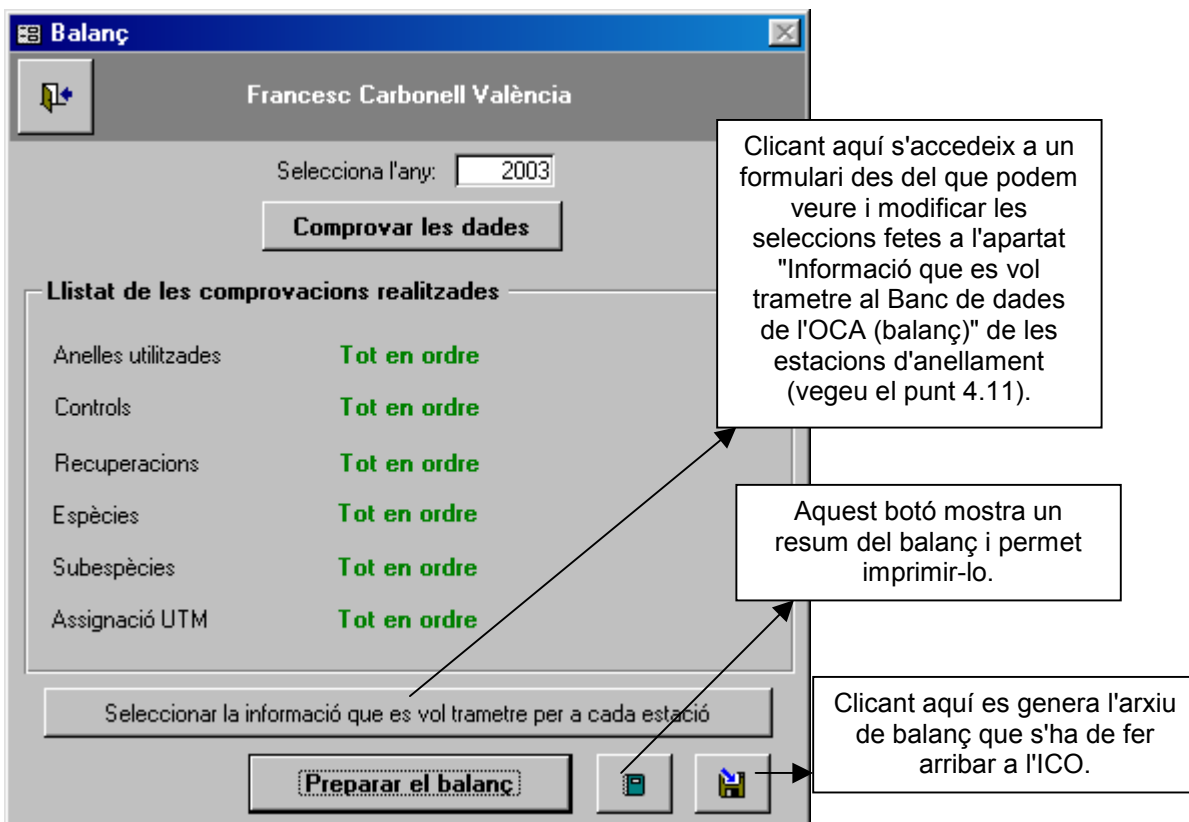 Balanç
Francesc Carbonell València
Selecciona l'any: 2003
Comprovar les dades
Llistat de les comprovacions realitzades
Anelles utilitzades Tot en ordre
Controls Tot en ordre
Recuperacions Tot en ordre
Espècies Tot en ordre
Subespècies Tot en ordre
Assignació UTM Tot en ordre
Seleccionar la informació que es vol trametre per a cada estació
Preparar el balanç
Clicant aquí s'accedeix a un
formulari des del que podem
veure i modificar les
seleccions fetes a l'apartat
"Informació que es vol
trametre al Banc de dades
de l'OCA (balanç)" de les
estacions d'anellament
(vegeu el punt 4.11).
Aquest botó mostra un
resum del balanç i permet
imprimir-lo.
Clicant aquí es genera l'arxiu
de balanç que s'ha de fer
arribar a l'ICO.